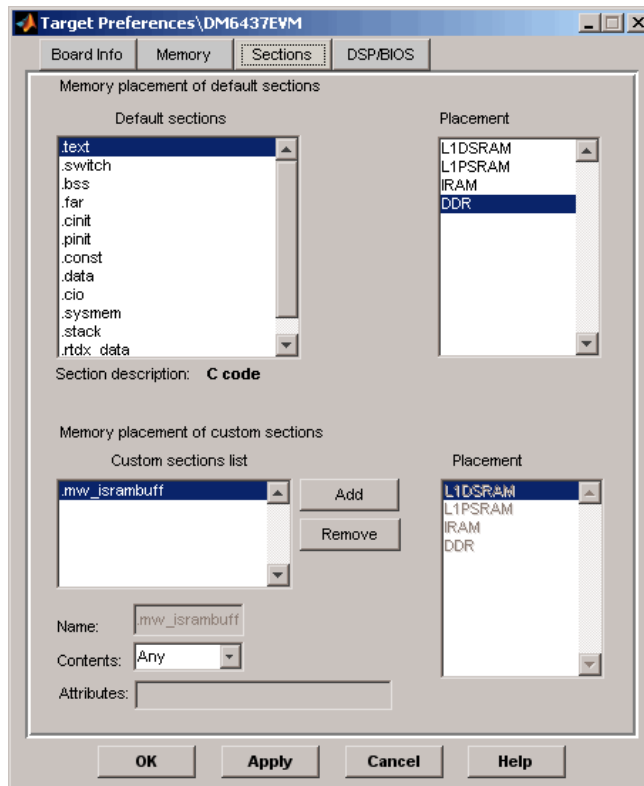 Target Preferences\DM6437EVM
Board Info Memory Sections DSP/BIOS
Memory placement of default sections
Default sections Placement
.text L1DSRAM
.switch L1PSRAM
.bss IRAM
.far DDR
.cinit
.pinit
.const
.data
.cio
.sysmem
.stack
.rtdx_data
Section description: C code
Memory placement of custom sections
Custom sections list Placement
.mw_isrambuff Add L1DSRAM
L1PSRAM
Remove IRAM
DDR
Name: .mw_isrambuff
Contents: Any
Attributes:
OK Apply Cancel Help